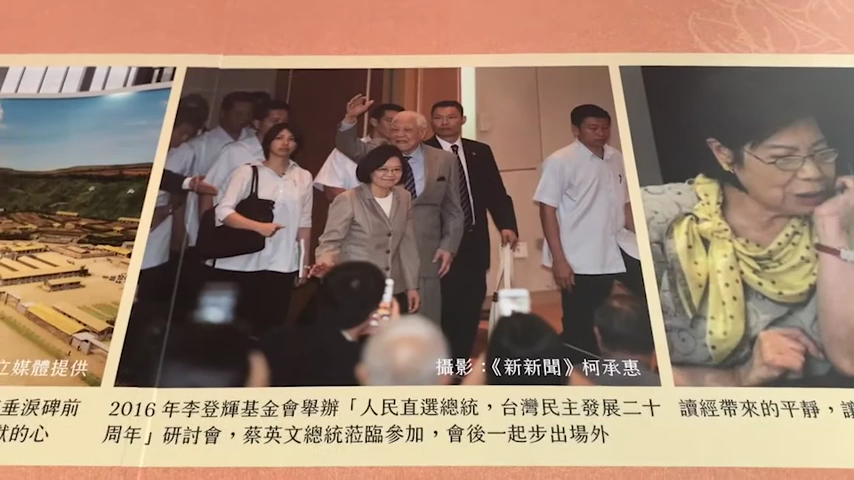 立媒體提供
攝影：《新新聞》柯承惠
垂淚碑前
的心
2016 年李登輝基金會舉辦「人民直選總統，台灣民主發展二十
周年」研討會，蔡英文總統蒞臨參加，會後一起步出場外
讀經帶來的平靜，讓